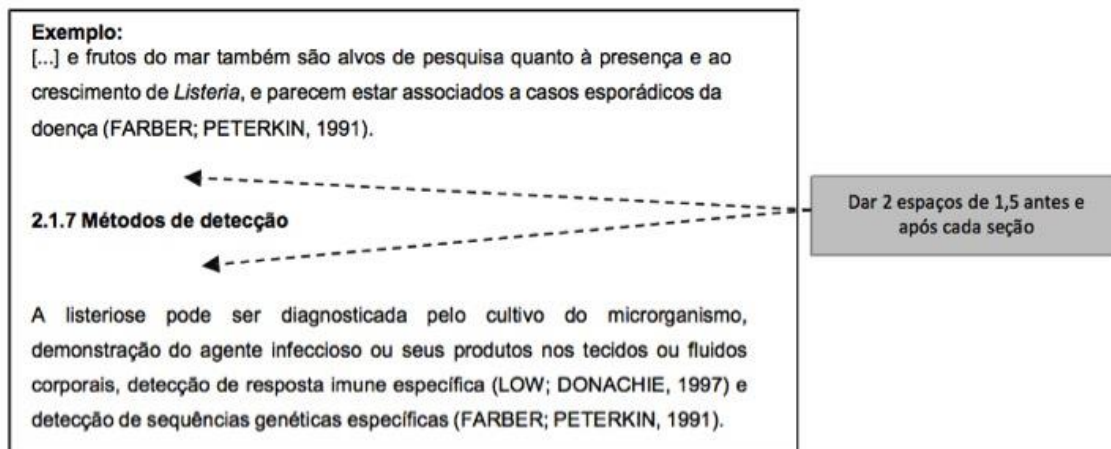 Exemplo:
[...] e frutos do mar também são alvos de pesquisa quanto à presença e ao
crescimento de Listeria, e parecem estar associados a casos esporádicos da
doença (FARBER; PETERKIN, 1991).
2.1.7 Métodos de detecção
Dar 2 espaços de 1,5 antes e
após cada seção
A listeriose pode ser diagnosticada pelo cultivo do microrganismo,
demonstração do agente infeccioso ou seus produtos nos tecidos ou fluidos
corporais, detecção de resposta imune específica (LOW; DONACHIE, 1997) e
detecção de sequências genéticas específicas (FARBER; PETERKIN, 1991).